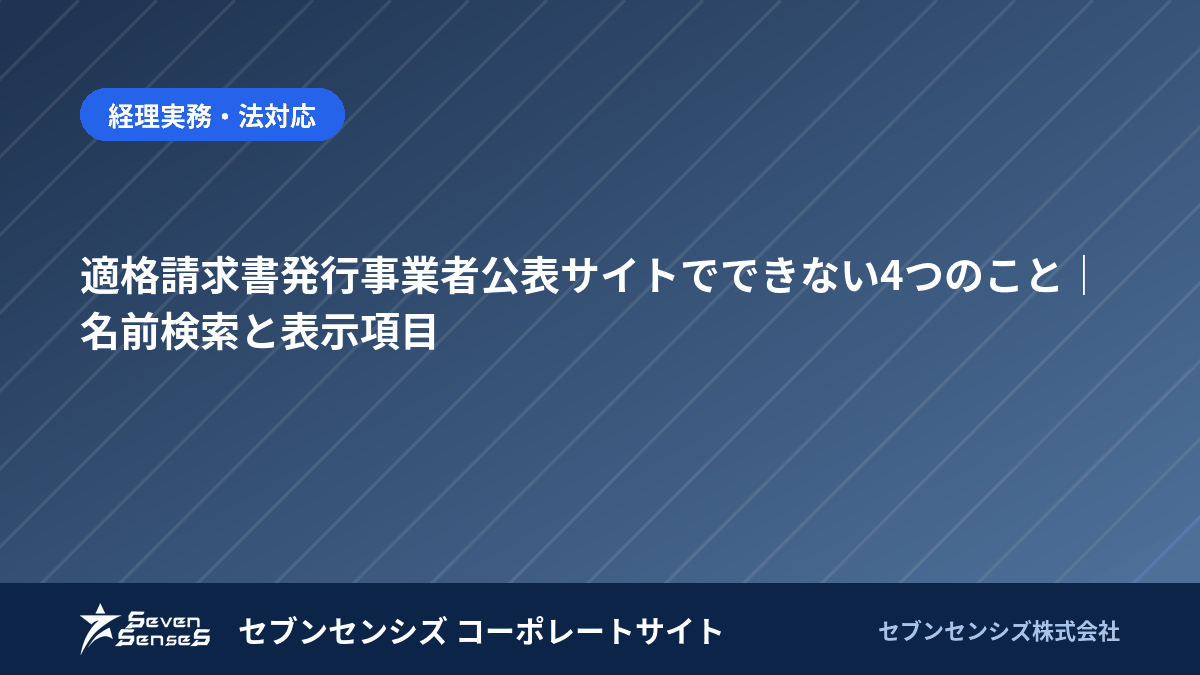 経理実務・法対応
適格請求書発行事業者公表サイトでできない4つのこと｜
名前検索と表示項目
Seven
Senses
セブンセンシズ コーポレートサイト
セブンセンシズ株式会社